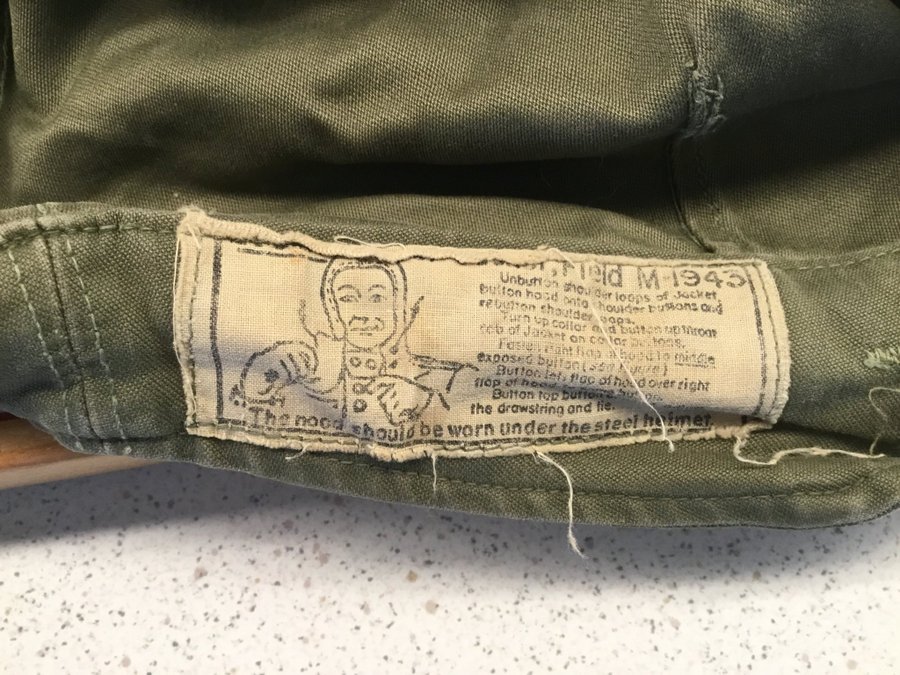 , Field M-1943
Unbutton shoulder loops of Jacket,
button hood onto shoulder buttons and
rebutton shoulder loops.
Turn up collar and button up throat
tab of Jacket on collar buttons.
Fasten right flap of hood to middle
exposed button (see figure)
Button left flap of hood over right
flap of
Button top button
the drawstring and tie.
The hood should be worn under the steel helmet.